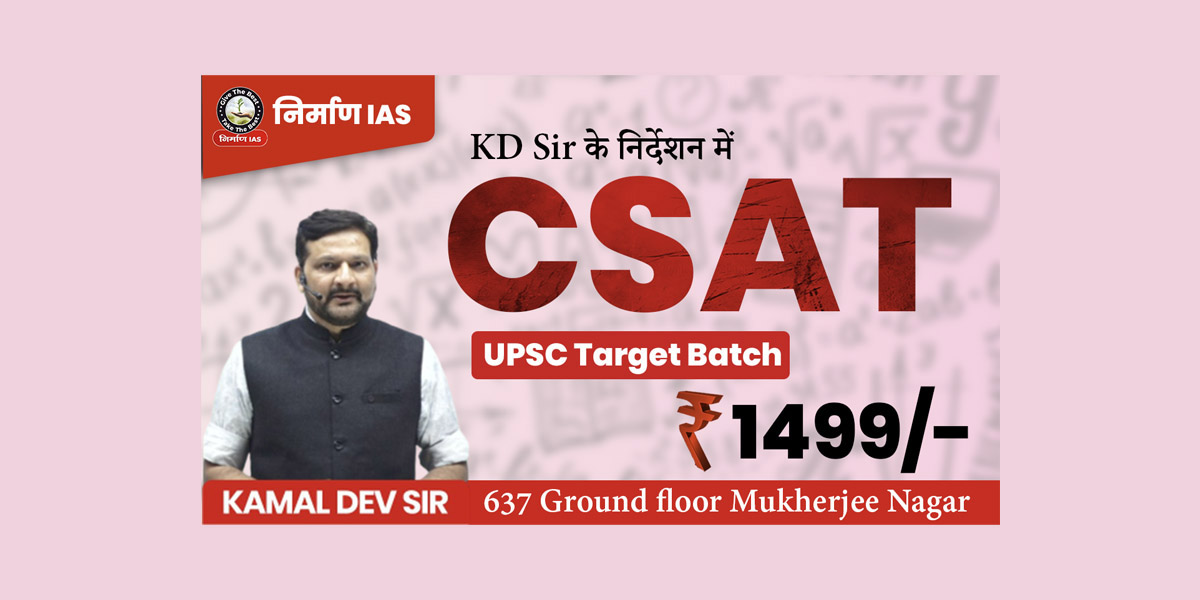 Give The Best
Take The Best
निर्माण IAS
निर्माण IAS
KD Sir के निर्देशन में
CSAT
UPSC Target Batch
₹ 1499/-
KAMAL DEV SIR
637 Ground floor Mukherjee Nagar